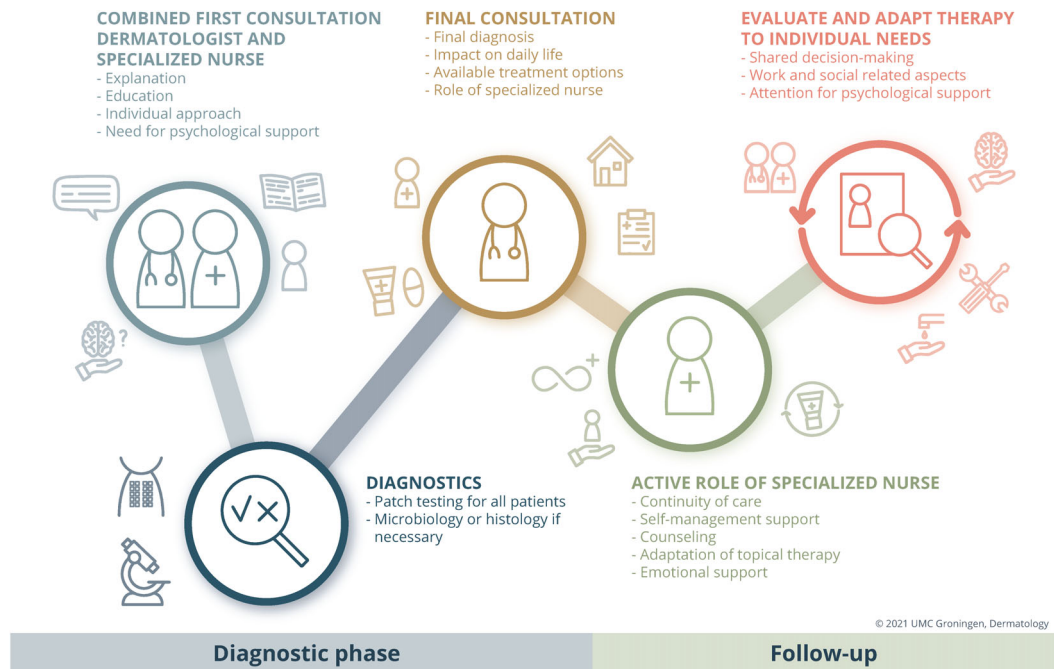 COMBINED FIRST CONSULTATION
DERMATOLOGIST AND
SPECIALIZED NURSE
- Explanation
- Education
- Individual approach
- Need for psychological support
FINAL CONSULTATION
- Final diagnosis
- Impact on daily life
- Available treatment options
- Role of specialized nurse
EVALUATE AND ADAPT THERAPY
TO INDIVIDUAL NEEDS
- Shared decision-making
- Work and social related aspects
- Attention for psychological support
?
DIAGNOSTICS
- Patch testing for all patients
- Microbiology or histology if
necessary
ACTIVE ROLE OF SPECIALIZED NURSE
- Continuity of care
- Self-management support
- Counseling
- Adaptation of topical therapy
- Emotional support
© 2021 UMC Groningen, Dermatology
Diagnostic phase
Follow-up